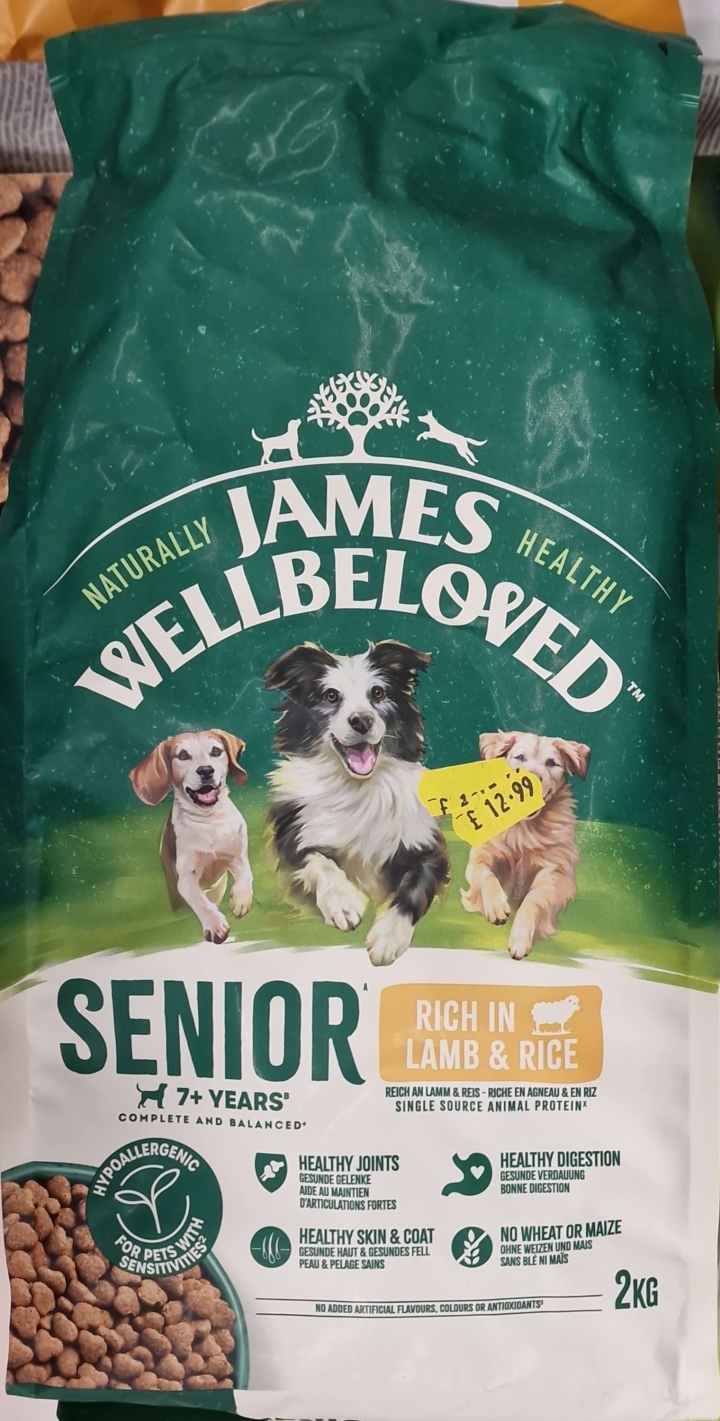 NATURALLY JAMES HEALTHY
WELLBELOVED™
£ 12.99
SENIOR^
7+ YEARS
COMPLETE AND BALANCED+
RICH IN
LAMB & RICE
REICH AN LAMM & REIS - RICHE EN AGNEAU & EN RIZ
SINGLE SOURCE ANIMAL PROTEIN
HYPOALLERGENIC
FOR PETS WITH
SENSITIVITIES²
HEALTHY JOINTS
GESUNDE GELENKE
AIDE AU MAINTIEN
D'ARTICULATIONS FORTES
HEALTHY DIGESTION
GESUNDE VERDAUUNG
BONNE DIGESTION
HEALTHY SKIN & COAT
GESUNDE HAUT & GESUNDES FELL
PEAU & PELAGE SAINS
NO WHEAT OR MAIZE
OHNE WEIZEN UND MAIS
SANS BLÉ NI MAÏS
NO ADDED ARTIFICIAL FLAVOURS, COLOURS OR ANTIOXIDANTS³
2KG